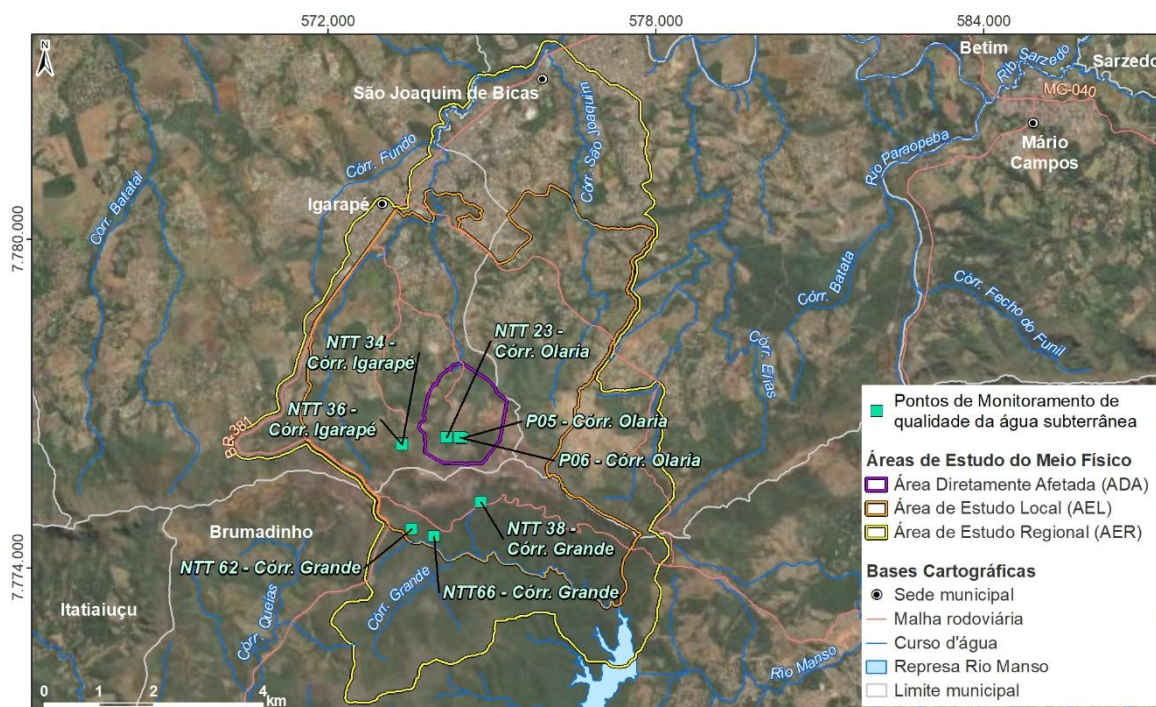 572.000
578.000
584.000
N
Betim
Rib. Sarzedo
Sarzedo
São Joaquim de Bicas
MG-040
Córr. São Joaquim
Rio Paraopeba
Mário
Campos
Córr. Fundo
Igarapé
Córr. Batatal
7.780.000
Córr. Batata
Córr. Fecho do Funil
Córr. Elias
NTT 34 -
Córr. Igarapé
NTT 23 -
Córr. Olaria
NTT 36 -
Córr. Igarapé
P05 - Córr. Olaria
P06 - Córr. Olaria
BR-381
NTT 38 -
Córr. Grande
Brumadinho
NTT 62 - Córr. Grande
NTT66 - Córr. Grande
7.774.000
Itatiaiuçu
Córr. Queias
Córr. Grande
Rio Manso
0
2
4
km
Pontos de Monitoramento de
qualidade da água subterrânea
Áreas de Estudo do Meio Físico
Área Diretamente Afetada (ADA)
Área de Estudo Local (AEL)
Área de Estudo Regional (AER)
Bases Cartográficas
Sede municipal
Malha rodoviária
Curso d'água
Represa Rio Manso
Limite municipal